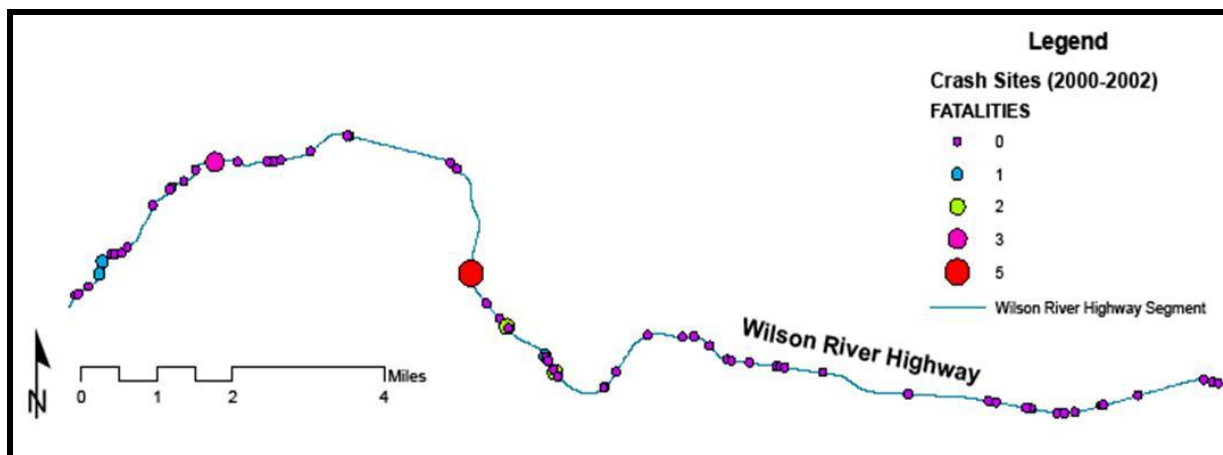 Legend
Crash Sites (2000-2002)
FATALITIES
0
1
2
3
5
Wilson River Highway Segment
Wilson River Highway
Miles
0 1 2 4
N